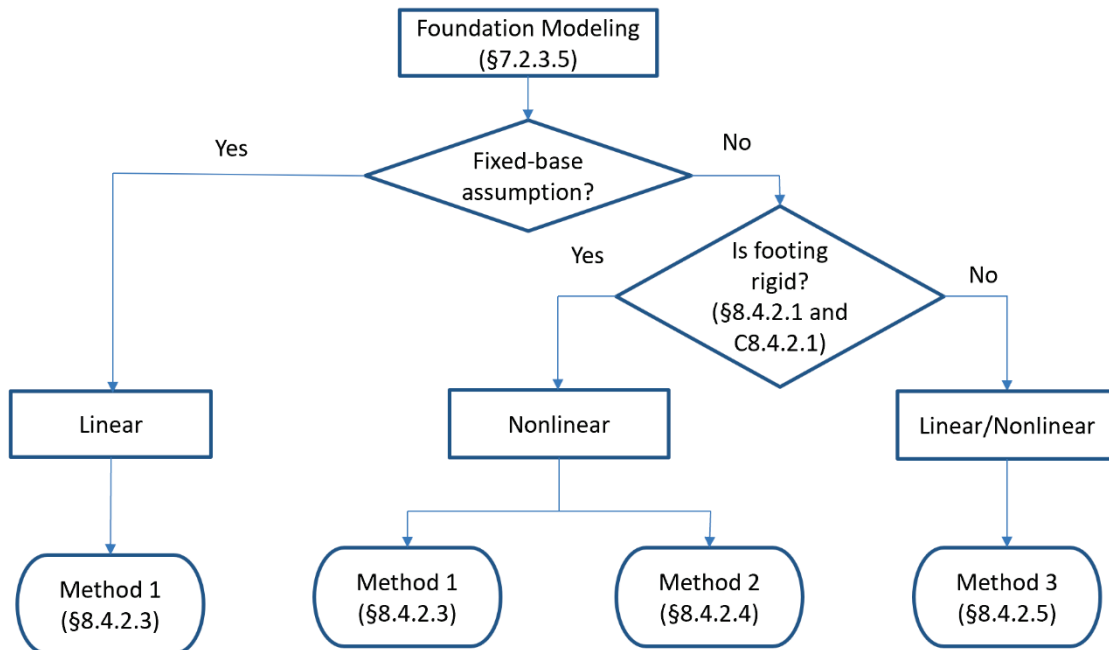 Foundation Modeling
(§7.2.3.5)
Yes
No
Fixed-base
assumption?
Yes
Is footing
rigid?
(§8.4.2.1 and
C8.4.2.1)
No
Linear
Nonlinear
Linear/Nonlinear
Method 1
(§8.4.2.3)
Method 1
(§8.4.2.3)
Method 2
(§8.4.2.4)
Method 3
(§8.4.2.5)